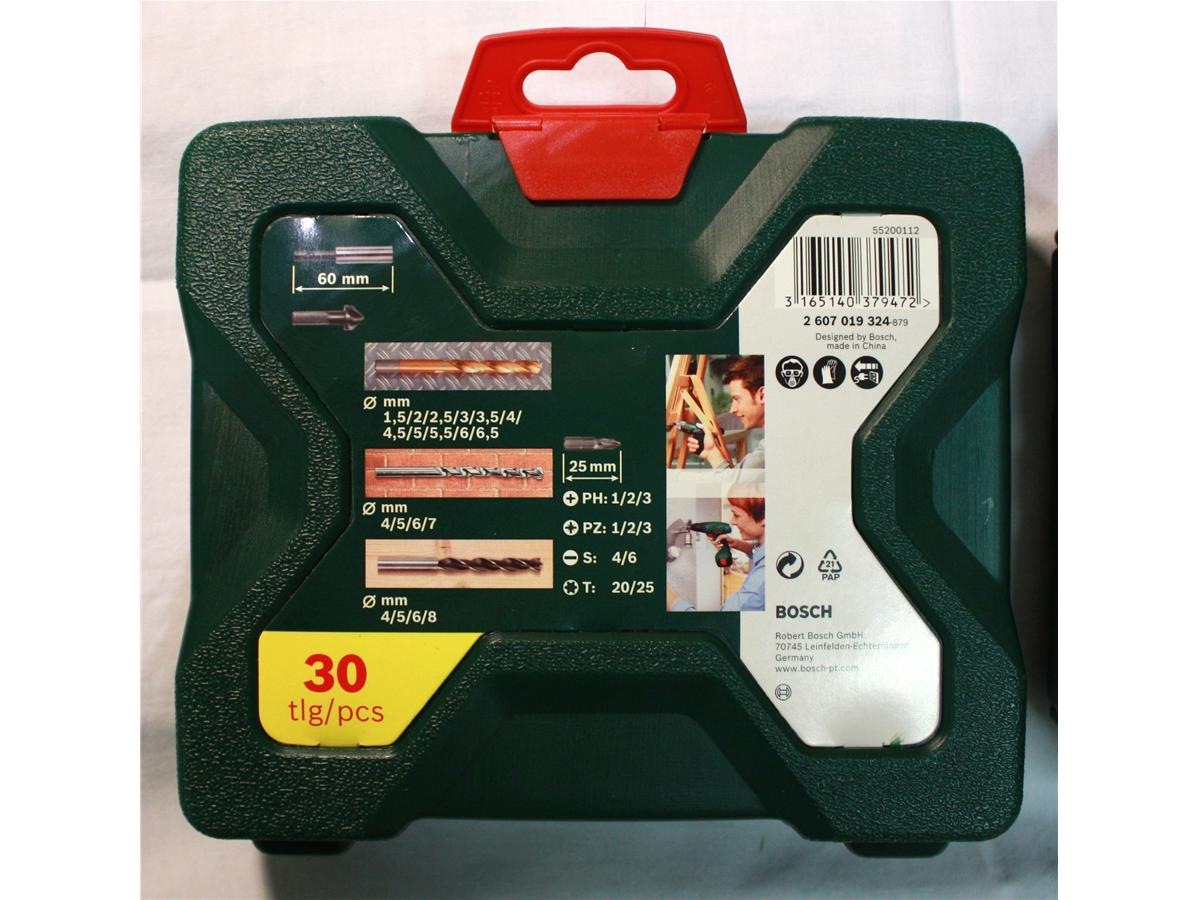 60 mm
Ø mm
1,5/2/2,5/3/3,5/4/
4,5/5/5,5/6/6,5
Ø mm
4/5/6/7
Ø mm
4/5/6/8
25 mm
PH: 1/2/3
PZ: 1/2/3
S: 4/6
T: 20/25
30
tlg/pcs
55200112
3 165140 379472 >
2 607 019 324-879
Designed by Bosch,
made in China
21
PAP
BOSCH
Robert Bosch GmbH
70745 Leinfelden-Echterdingen
Germany
www.bosch-pt.com